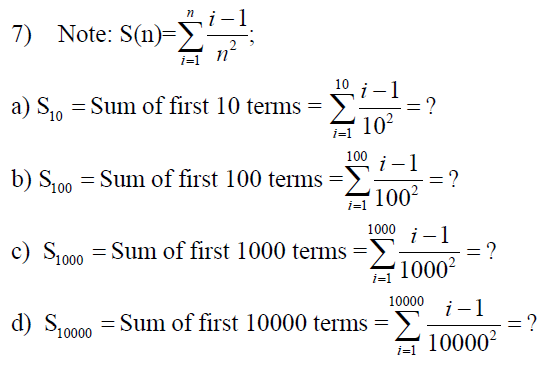 7) Note: S(n)=∑_{i=1}^{n} (i−1)/n²;
a) S₁₀ = Sum of first 10 terms = ∑_{i=1}^{10} (i−1)/10² = ?
b) S₁₀₀ = Sum of first 100 terms = ∑_{i=1}^{100} (i−1)/100² = ?
c) S₁₀₀₀ = Sum of first 1000 terms = ∑_{i=1}^{1000} (i−1)/1000² = ?
d) S₁₀₀₀₀ = Sum of first 10000 terms = ∑_{i=1}^{10000} (i−1)/10000² = ?